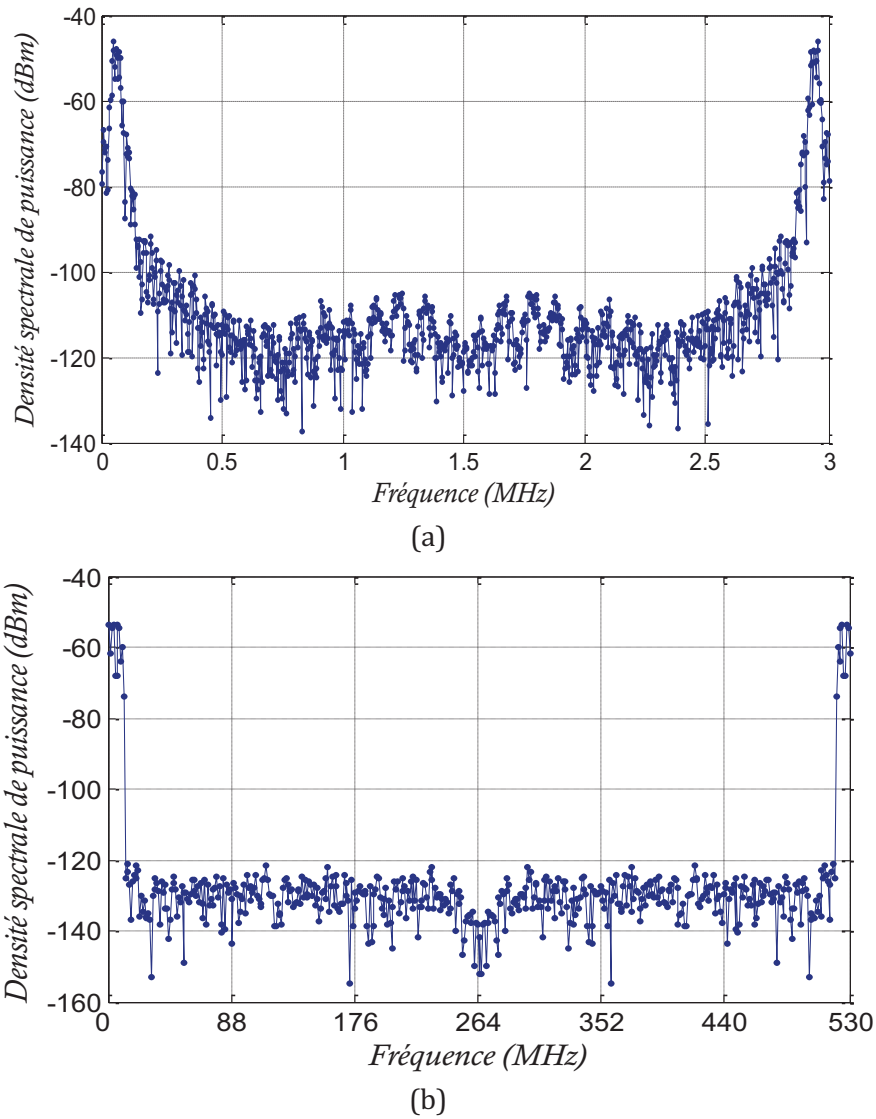 -40
-60
-80
-100
-120
-140
Densité spectrale de puissance (dBm)
0 0.5 1 1.5 2 2.5 3
Fréquence (MHz)
(a)
-40
-60
-80
-100
-120
-140
-160
Densité spectrale de puissance (dBm)
0 88 176 264 352 440 530
Fréquence (MHz)
(b)